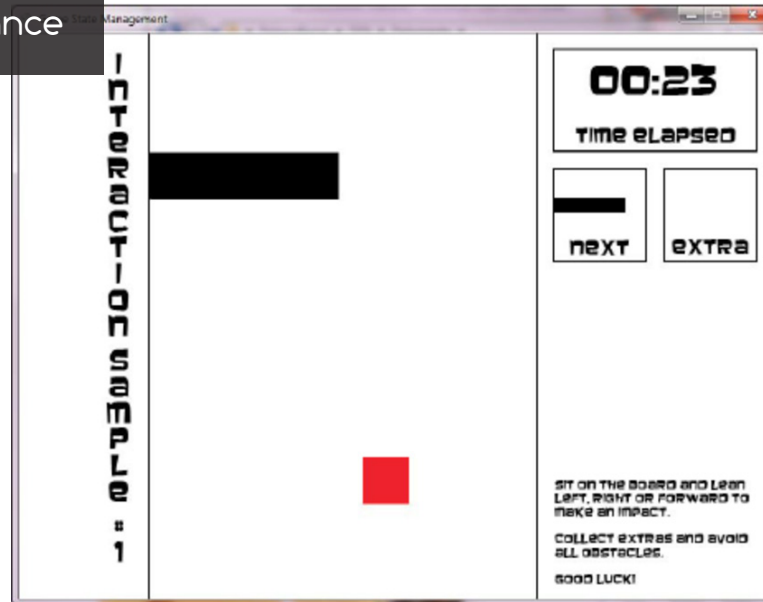 ance
State Management
Interaction Sample #1
00:23
Time elapsed
next
extra
Sit on the board and lean
left, right or forward to
make an impact.
Collect extras and avoid
all obstacles.
Good luck!